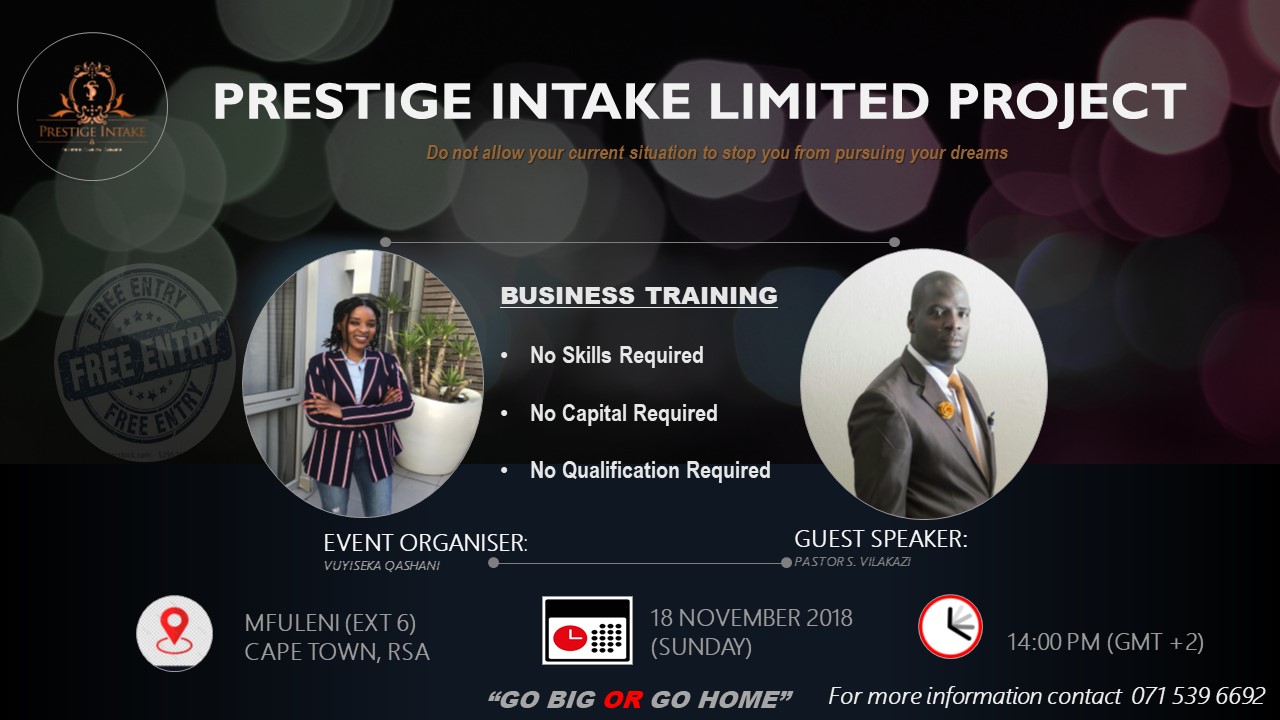 PRESTIGE INTAKE
PRESTIGE INTAKE LIMITED PROJECT
Do not allow your current situation to stop you from pursuing your dreams
FREE ENTRY
FREE ENTRY
FREE ENTRY
BUSINESS TRAINING
• No Skills Required
• No Capital Required
• No Qualification Required
EVENT ORGANISER:
VUYISEKA QASHANI
GUEST SPEAKER:
PASTOR S. VILAKAZI
MFULENI (EXT 6)
CAPE TOWN, RSA
18 NOVEMBER 2018
(SUNDAY)
14:00 PM (GMT +2)
“GO BIG OR GO HOME”
For more information contact 071 539 6692